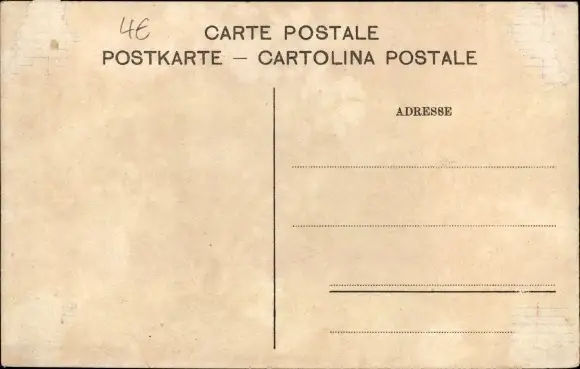 4€
CARTE POSTALE
POSTKARTE — CARTOLINA POSTALE
ADRESSE